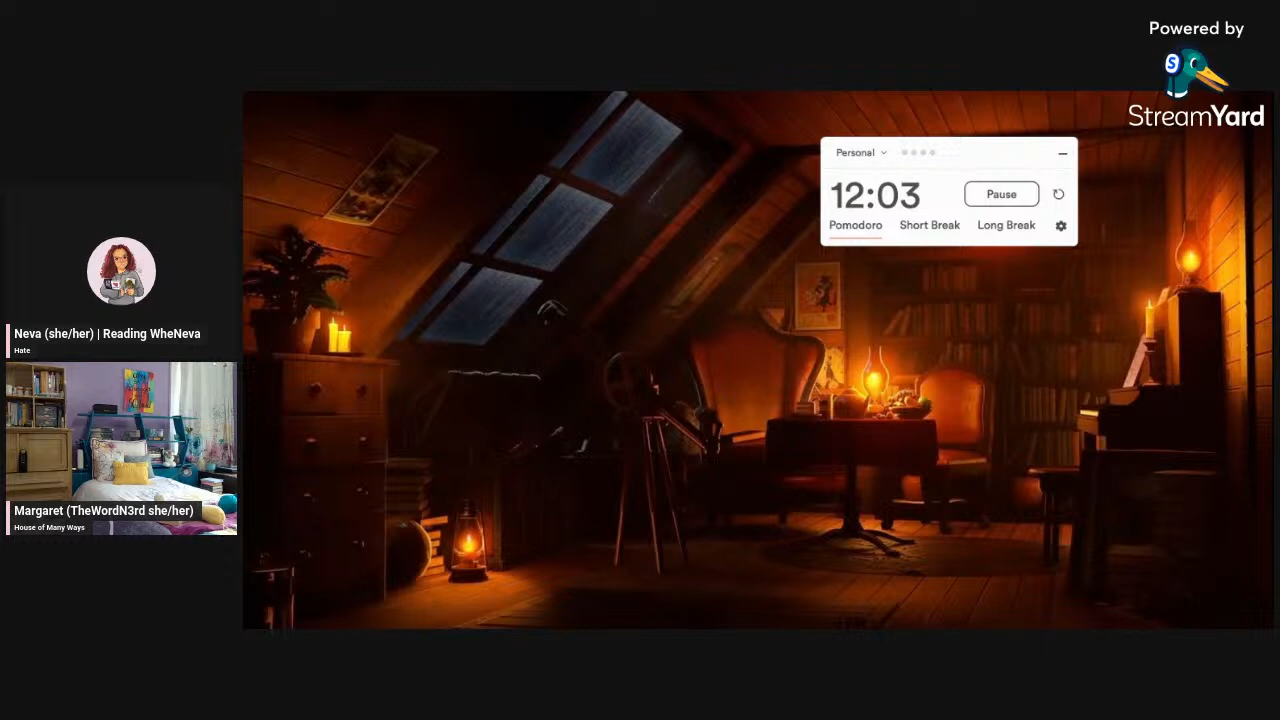 Powered by
StreamYard
Personal
12:03
Pause
Pomodoro
Short Break
Long Break
Neva (she/her) | Reading WheNeva
Hate
Margaret (TheWordN3rd she/her)
House of Many Ways